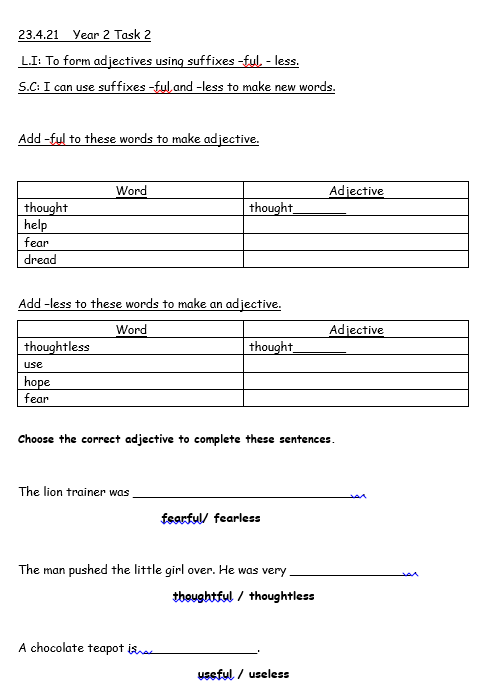 23.4.21 Year 2 Task 2
L.I: To form adjectives using suffixes –ful, - less.
S.C: I can use suffixes –ful and –less to make new words.
Add –ful to these words to make adjective.
Word Adjective
thought thought_______
help
fear
dread
Add –less to these words to make an adjective.
Word Adjective
thoughtless thought_______
use
hope
fear
Choose the correct adjective to complete these sentences.
The lion trainer was ______________________________
fearful/ fearless
The man pushed the little girl over. He was very ________________
thoughtful / thoughtless
A chocolate teapot is________________.
useful / useless